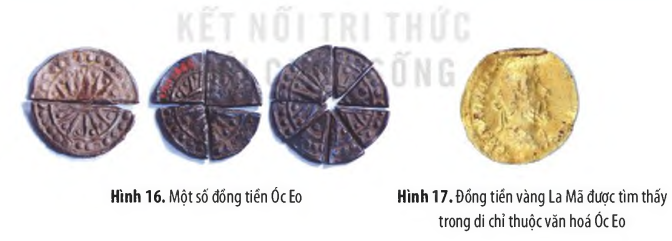 KẾT NỐI TRI THỨC
SỐNG
Hình 16. Một số đồng tiền Óc Eo
Hình 17. Đồng tiền vàng La Mã được tìm thấy
trong di chỉ thuộc văn hoá Óc Eo